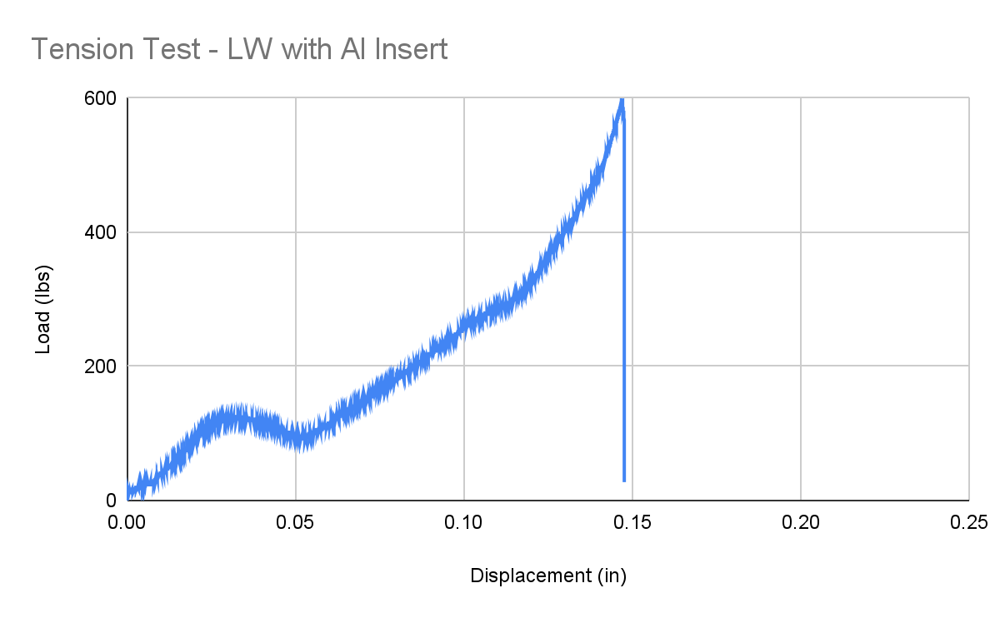 Tension Test - LW with Al Insert
600
400
200
0
0.00 0.05 0.10 0.15 0.20 0.25
Load (lbs)
Displacement (in)